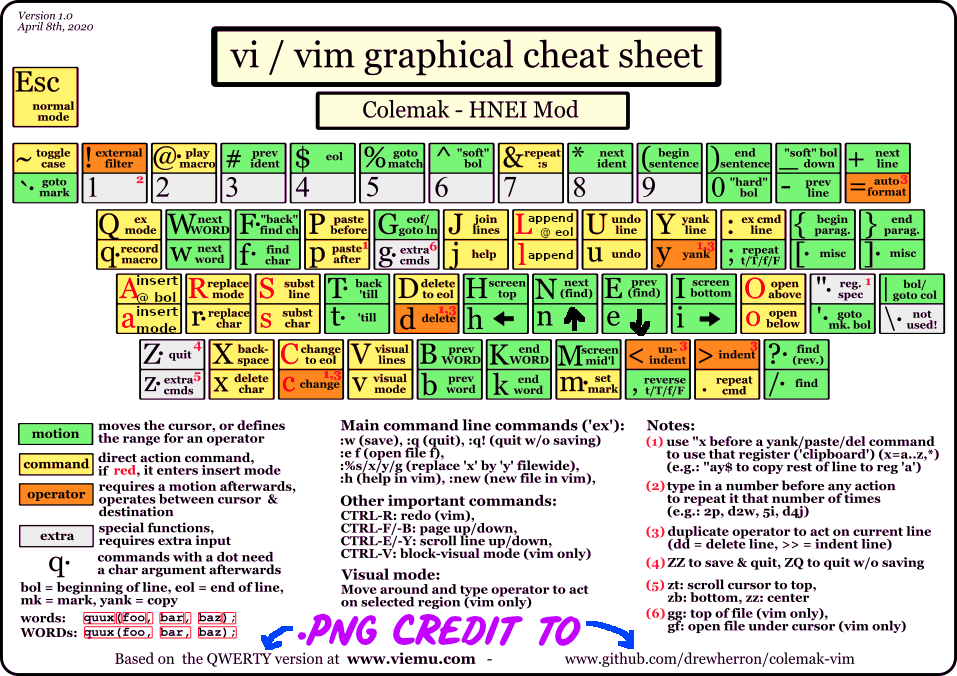 Version 1.0
April 8th, 2020
vi / vim graphical cheat sheet
Colemak - HNEI Mod
Esc
normal
mode
~ toggle case
! external filter
@· play macro
# prev ident
$ eol
% goto match
^ "soft" bol
& repeat :s
* next ident
( begin sentence
) end sentence
_ "soft" bol down
+ next line
`· goto mark
1 2
2
3
4
5
6
7
8
9
0 "hard" bol
- prev line
= auto format 3
Q ex mode
W next WORD
F· "back" find ch
P paste before
G eof/ goto ln
J join lines
L append @ eol
U undo line
Y yank line
: ex cmd line
{ begin parag.
} end parag.
q· record macro
w next word
f· find char
p paste after 1
g· extra cmds 6
j help
l append
u undo
y yank 1,3
; repeat t/T/f/F
[· misc
]· misc
A insert @ bol
R replace mode
S subst line
T· back 'till
D delete to eol
H screen top
N next (find)
E prev (find)
I screen bottom
O open above
"· reg. spec 1
| bol/ goto col
a insert mode
r· replace char
s subst char
t· 'till
d delete 1,3
h ←
n ↑
e ↓
i →
o open below
'· goto mk. bol
\· not used!
Z· quit 4
X back- space
C change to eol
V visual lines
B prev WORD
K end WORD
M screen mid'l
< un- indent 3
> indent 3
?· find (rev.)
z· extra cmds 5
x delete char
c change 1,3
v visual mode
b prev word
k end word
m· set mark
, reverse t/T/f/F
. repeat cmd
/· find
motion moves the cursor, or defines
the range for an operator
command direct action command,
if red, it enters insert mode
operator requires a motion afterwards,
operates between cursor &
destination
extra special functions,
requires extra input
q· commands with a dot need
a char argument afterwards
bol = beginning of line, eol = end of line,
mk = mark, yank = copy
words: quux(foo, bar, baz);
WORDs: quux(foo, bar, baz);
Main command line commands ('ex'):
:w (save), :q (quit), :q! (quit w/o saving)
:e f (open file f),
:%s/x/y/g (replace 'x' by 'y' filewide),
:h (help in vim), :new (new file in vim),
Other important commands:
CTRL-R: redo (vim),
CTRL-F/-B: page up/down,
CTRL-E/-Y: scroll line up/down,
CTRL-V: block-visual mode (vim only)
Visual mode:
Move around and type operator to act
on selected region (vim only)
Notes:
(1) use "x before a yank/paste/del command
to use that register ('clipboard') (x=a..z,*)
(e.g.: "ay$ to copy rest of line to reg 'a')
(2) type in a number before any action
to repeat it that number of times
(e.g.: 2p, d2w, 5i, d4j)
(3) duplicate operator to act on current line
(dd = delete line, >> = indent line)
(4) ZZ to save & quit, ZQ to quit w/o saving
(5) zt: scroll cursor to top,
zb: bottom, zz: center
(6) gg: top of file (vim only),
gf: open file under cursor (vim only)
.PNG CREDIT TO
Based on the QWERTY version at www.viemu.com - www.github.com/drewherron/colemak-vim